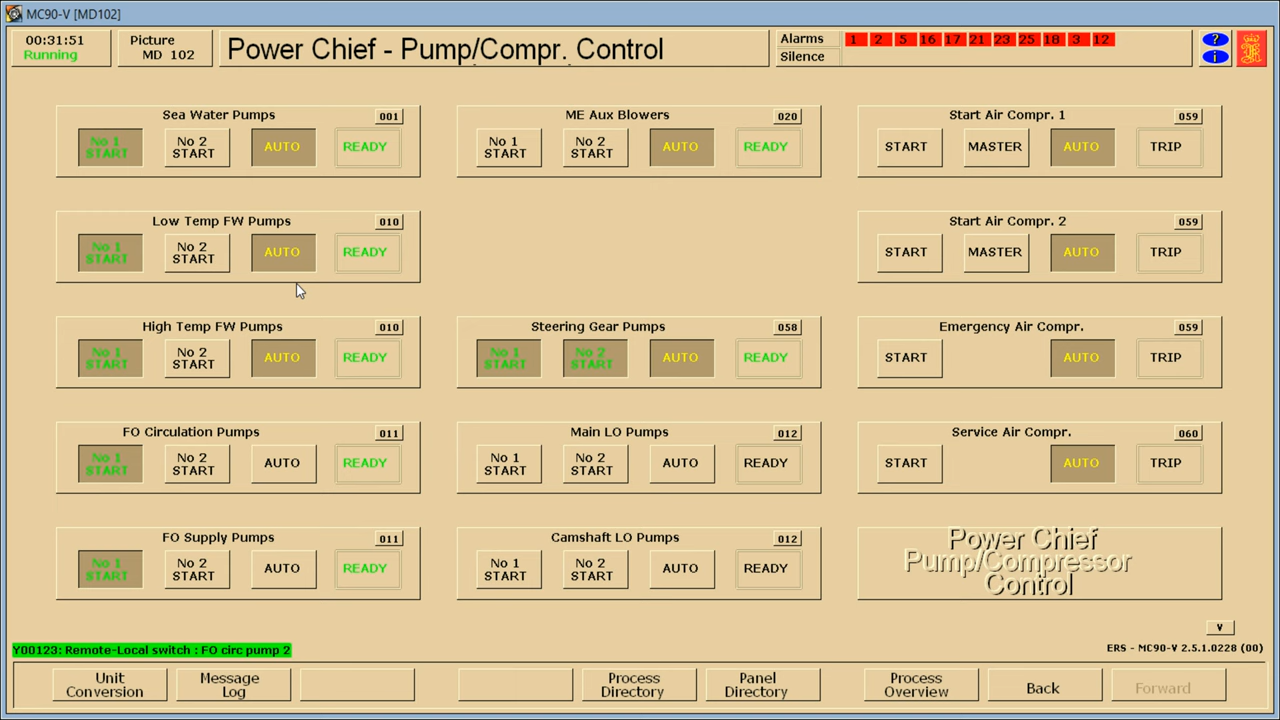 MC90-V [MD102]
00:31:51
Running
Picture
MD 102
Power Chief - Pump/Compr. Control
Alarms
Silence
1 2 5 16 17 21 23 25 18 3 12
?
i
Sea Water Pumps
001
No 1
START
No 2
START
AUTO
READY
ME Aux Blowers
020
No 1
START
No 2
START
AUTO
READY
Start Air Compr. 1
059
START
MASTER
AUTO
TRIP
Low Temp FW Pumps
010
No 1
START
No 2
START
AUTO
READY
Start Air Compr. 2
059
START
MASTER
AUTO
TRIP
High Temp FW Pumps
010
No 1
START
No 2
START
AUTO
READY
Steering Gear Pumps
058
No 1
START
No 2
START
AUTO
READY
Emergency Air Compr.
059
START
AUTO
TRIP
FO Circulation Pumps
011
No 1
START
No 2
START
AUTO
READY
Main LO Pumps
012
No 1
START
No 2
START
AUTO
READY
Service Air Compr.
060
START
AUTO
TRIP
FO Supply Pumps
011
No 1
START
No 2
START
AUTO
READY
Camshaft LO Pumps
012
No 1
START
No 2
START
AUTO
READY
Power Chief
Pump/Compressor
Control
V
Y00123: Remote-Local switch : FO circ pump 2
ERS - MC90-V 2.5.1.0228 (00)
Unit
Conversion
Message
Log
Process
Directory
Panel
Directory
Process
Overview
Back
Forward